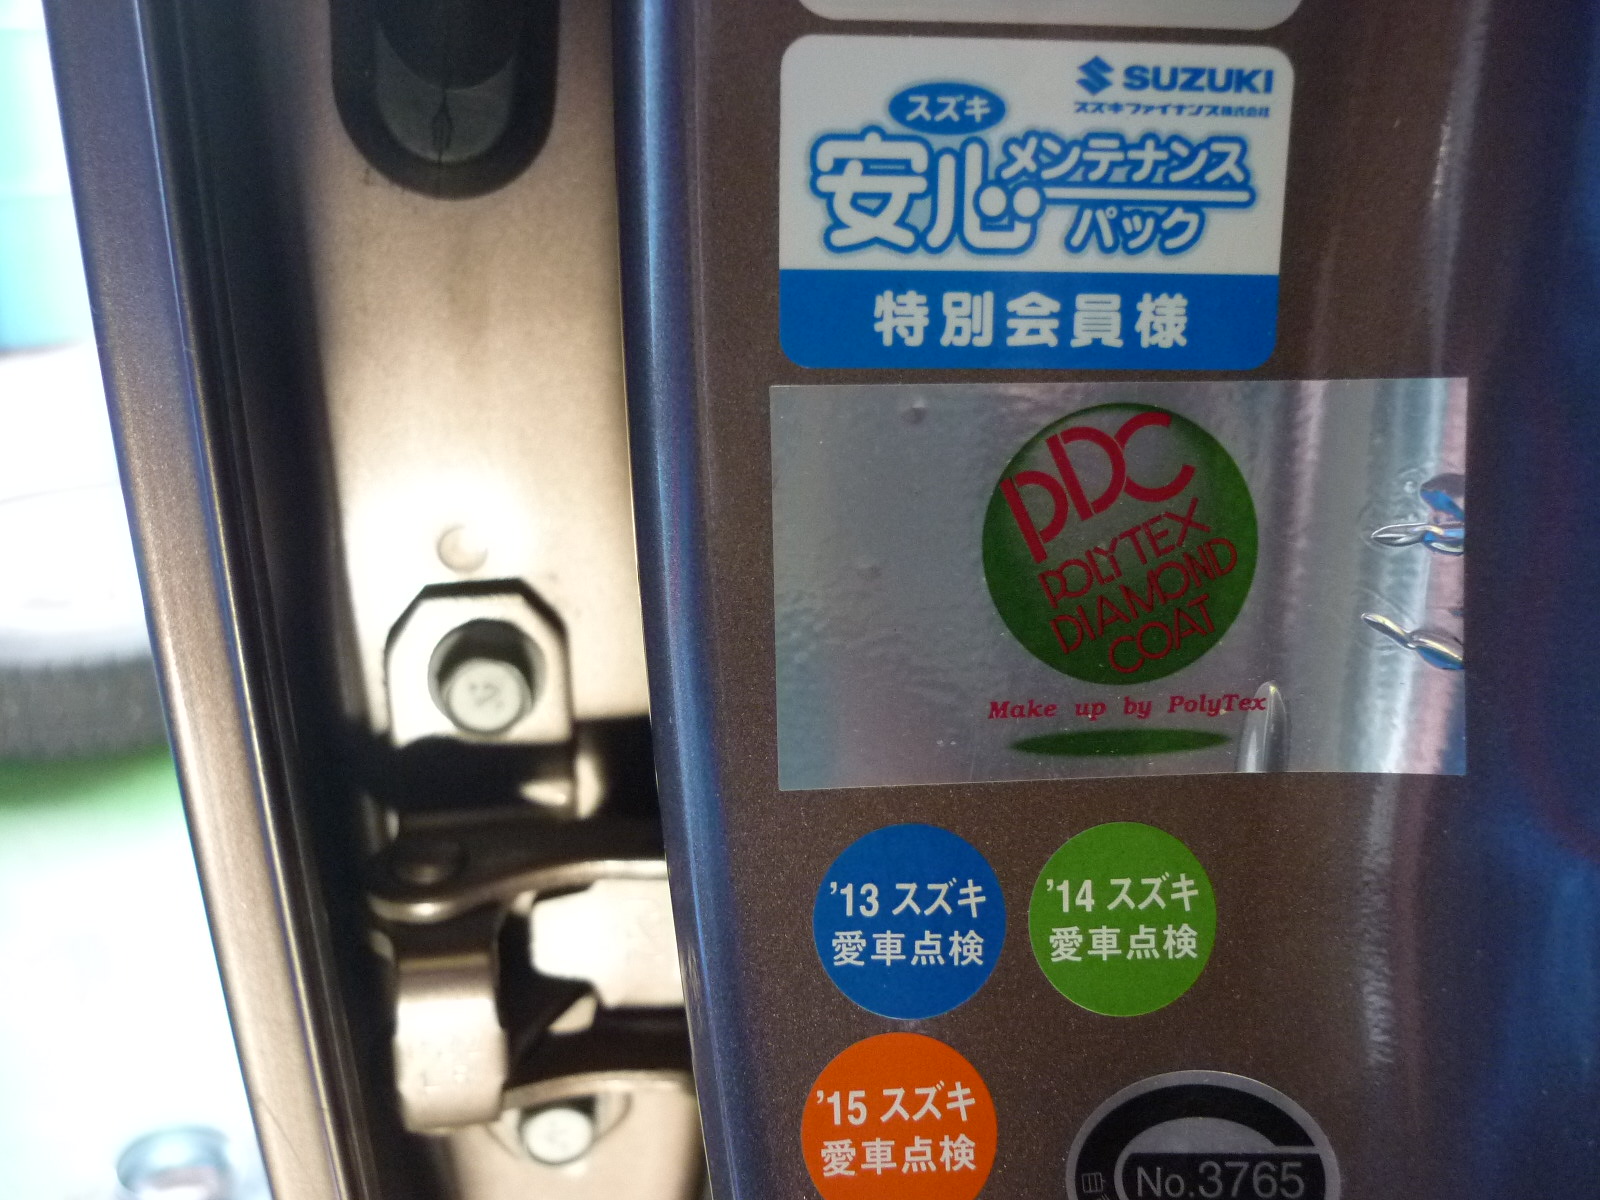 SUZUKI
スズキファイナンス株式会社
スズキ
安心メンテナンス
パック
特別会員様
PDC
POLYTEX
DIAMOND
COAT
Make up by PolyTex
'13 スズキ
愛車点検
'14 スズキ
愛車点検
'15 スズキ
愛車点検
No.3765